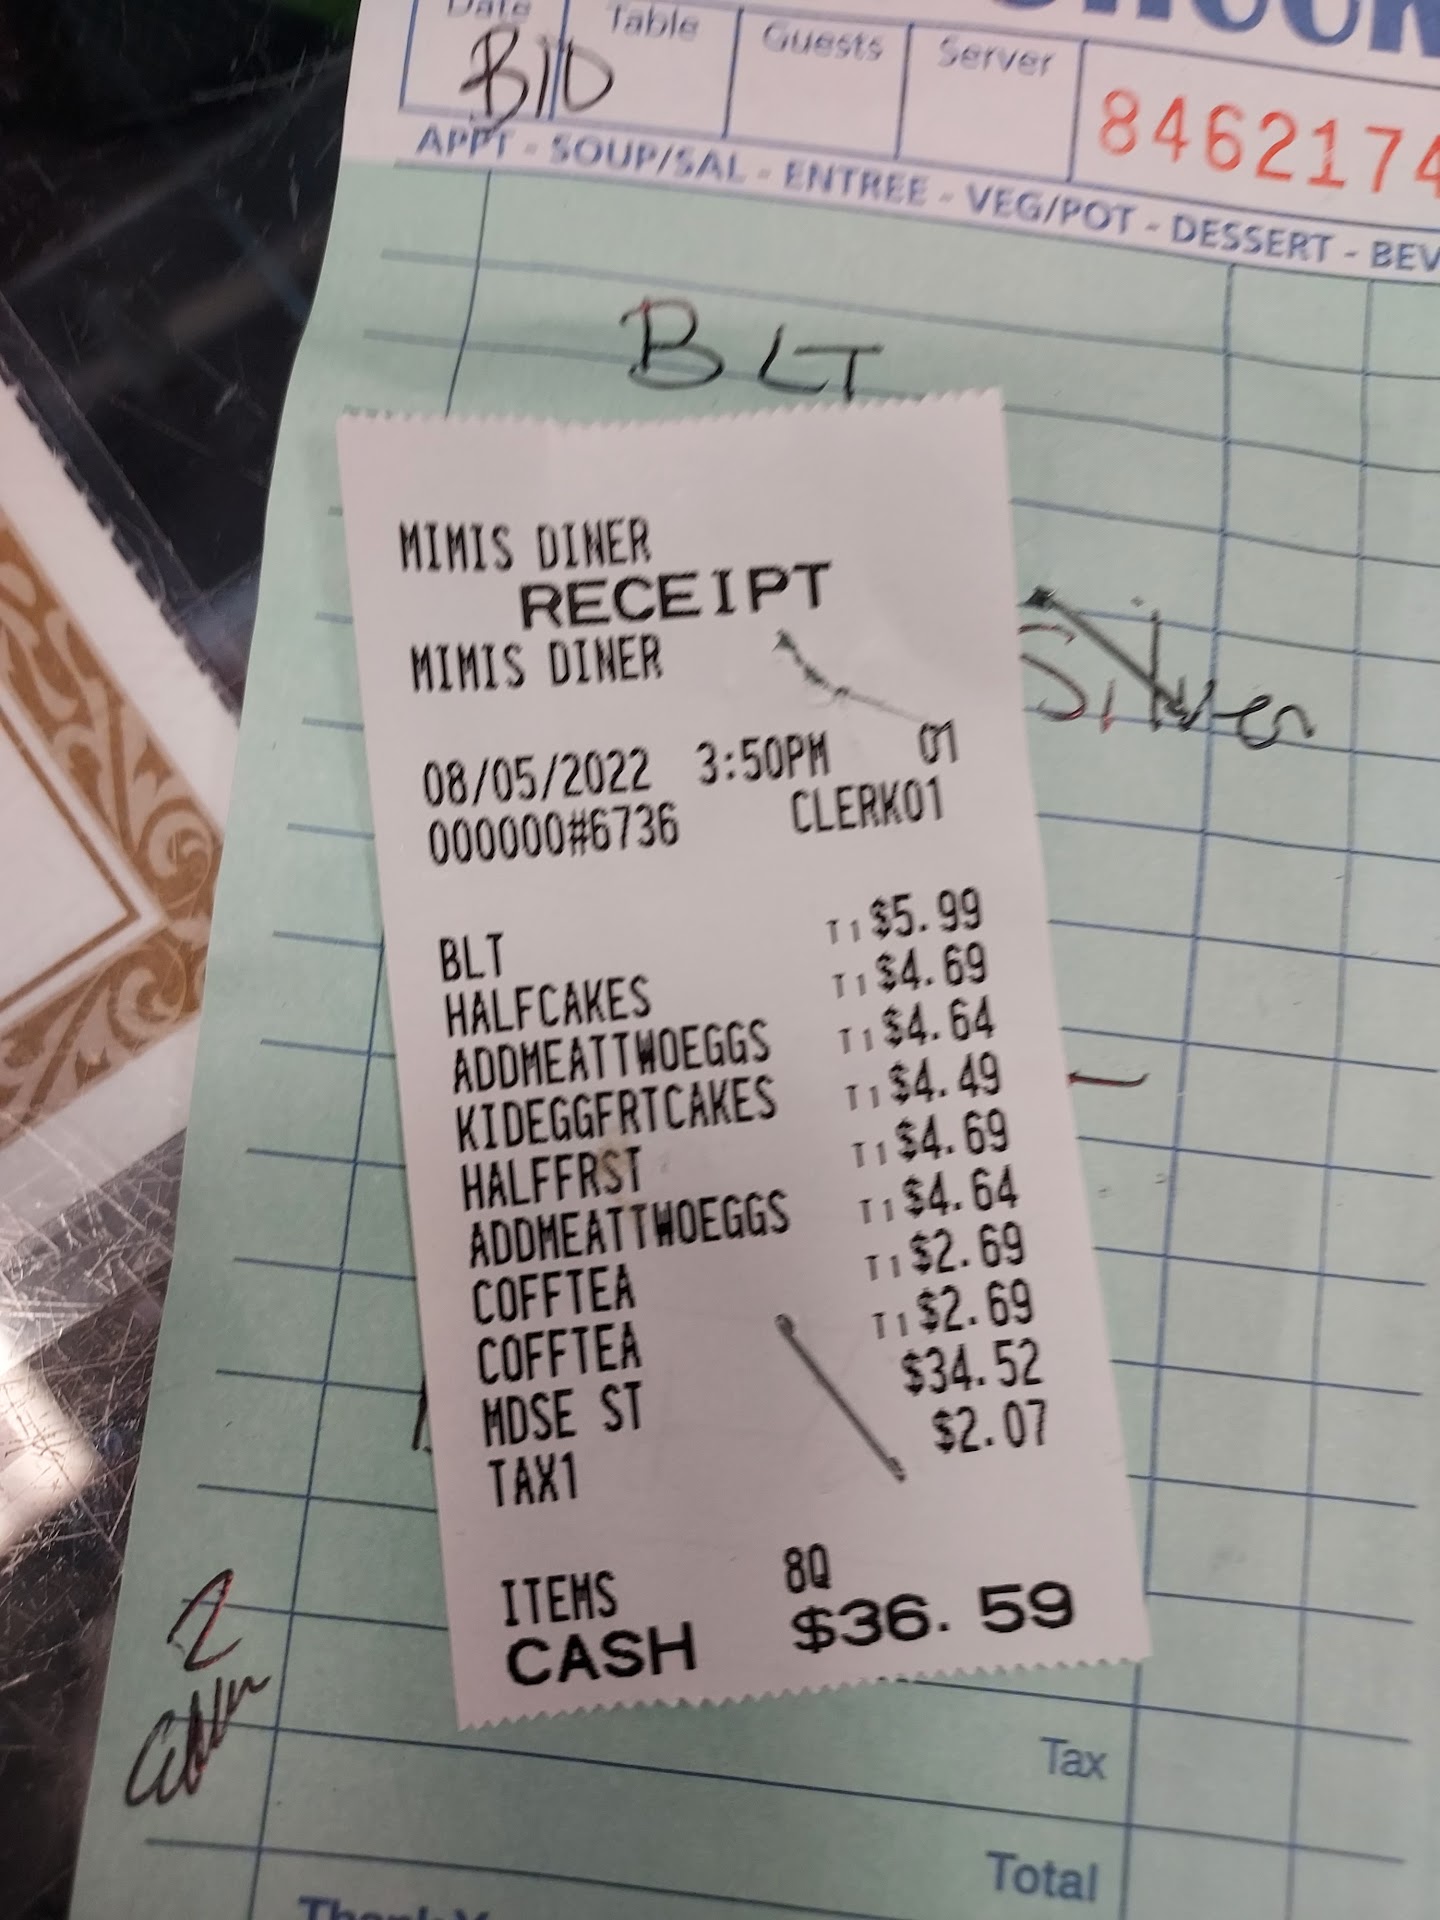 Date Table Guests Server
B10
8462174
APPT - SOUP/SAL - ENTREE - VEG/POT - DESSERT - BEV
BLT
Silver
MIMIS DINER
RECEIPT
MIMIS DINER
08/05/2022 3:50PM 01
000000#6736 CLERK01
BLT T1 $5.99
HALFCAKES T1 $4.69
ADDMEATTWOEGGS T1 $4.64
KIDEGGFRTCAKES T1 $4.49
HALFFRST T1 $4.69
ADDMEATTWOEGGS T1 $4.64
COFFTEA T1 $2.69
COFFTEA T1 $2.69
MDSE ST $34.52
TAX1 $2.07
ITEMS 8Q
CASH $36.59
2
Tax
Total